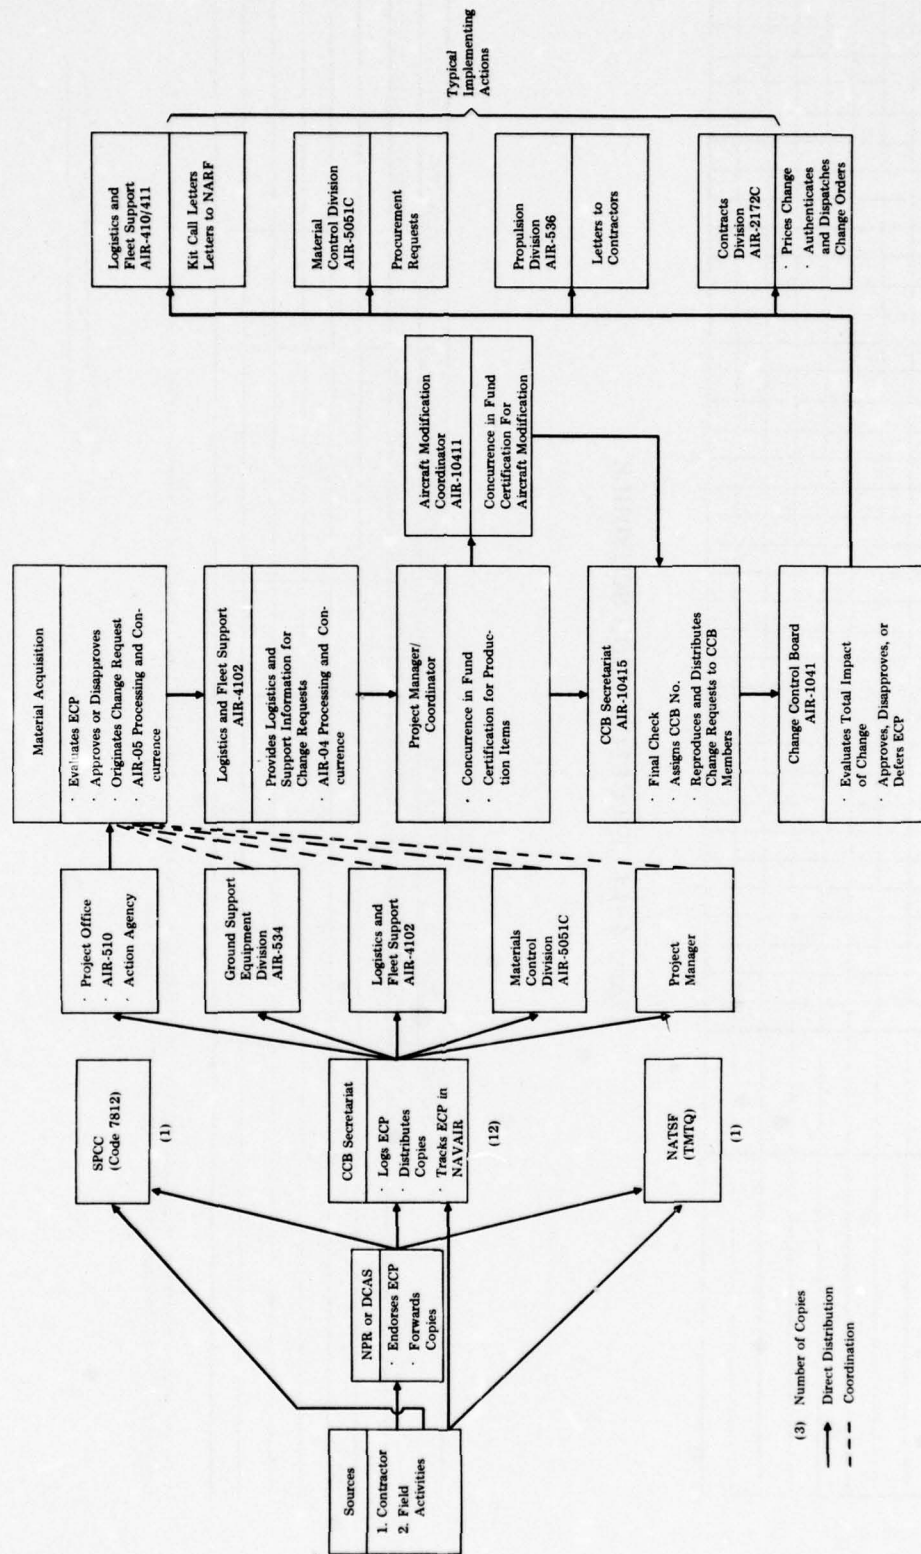 Sources
1. Contractor
2. Field
Activities
NPR or DCAS
· Endorses ECP
· Forwards
Copies
SPCC
(Code 7812)
(1)
CCB Secretariat
· Logs ECP
· Distributes
Copies
· Tracks ECP in
NAVAIR
(12)
NATSF
(TMTQ)
(1)
· Project Office
· AIR-510
· Action Agency
Ground Support
Equipment
Division
AIR-534
Logistics and
Fleet Support
AIR-4102
Materials
Control
Division
AIR-5051C
Project
Manager
Material Acquisition
· Evaluates ECP
· Approves or Disapproves
· Originates Change Request
· AIR-05 Processing and Con-
currence
Logistics and Fleet Support
AIR-4102
· Provides Logistics and
Support Information for
Change Requests
· AIR-04 Processing and Con-
currence
Project Manager/
Coordinator
· Concurrence in Fund
· Certification for Produc-
tion Items
CCB Secretariat
AIR-10415
· Final Check
· Assigns CCB No.
· Reproduces and Distributes
Change Requests to CCB
Members
Change Control Board
AIR-1041
· Evaluates Total Impact
of Change
· Approves, Disapproves, or
Defers ECP
Aircraft Modification
Coordinator
AIR-10411
Concurrence in Fund
Certification For
Aircraft Modification
Logistics and
Fleet Support
AIR-410/411
Kit Call Letters
Letters to NARF
Material
Control Division
AIR-5051C
Procurement
Requests
Propulsion
Division
AIR-536
Letters to
Contractors
Contracts
Division
AIR-2172C
· Prices Change
· Authenticates
and Dispatches
Change Orders
Typical
Implementing
Actions
(3) Number of Copies
Direct Distribution
Coordination